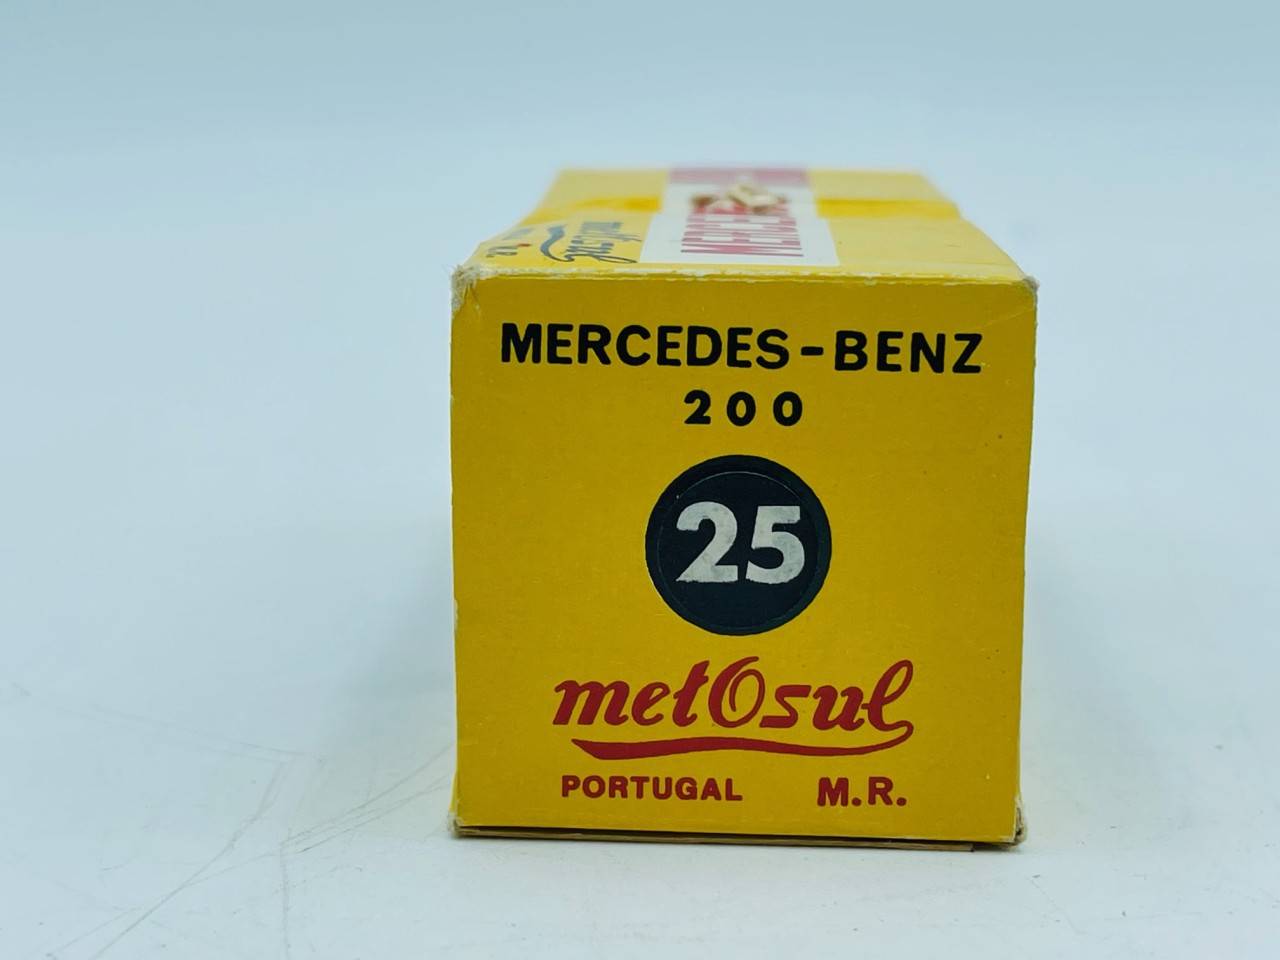 MERCEDES-BENZ
200
25
metOsul
PORTUGAL M.R.